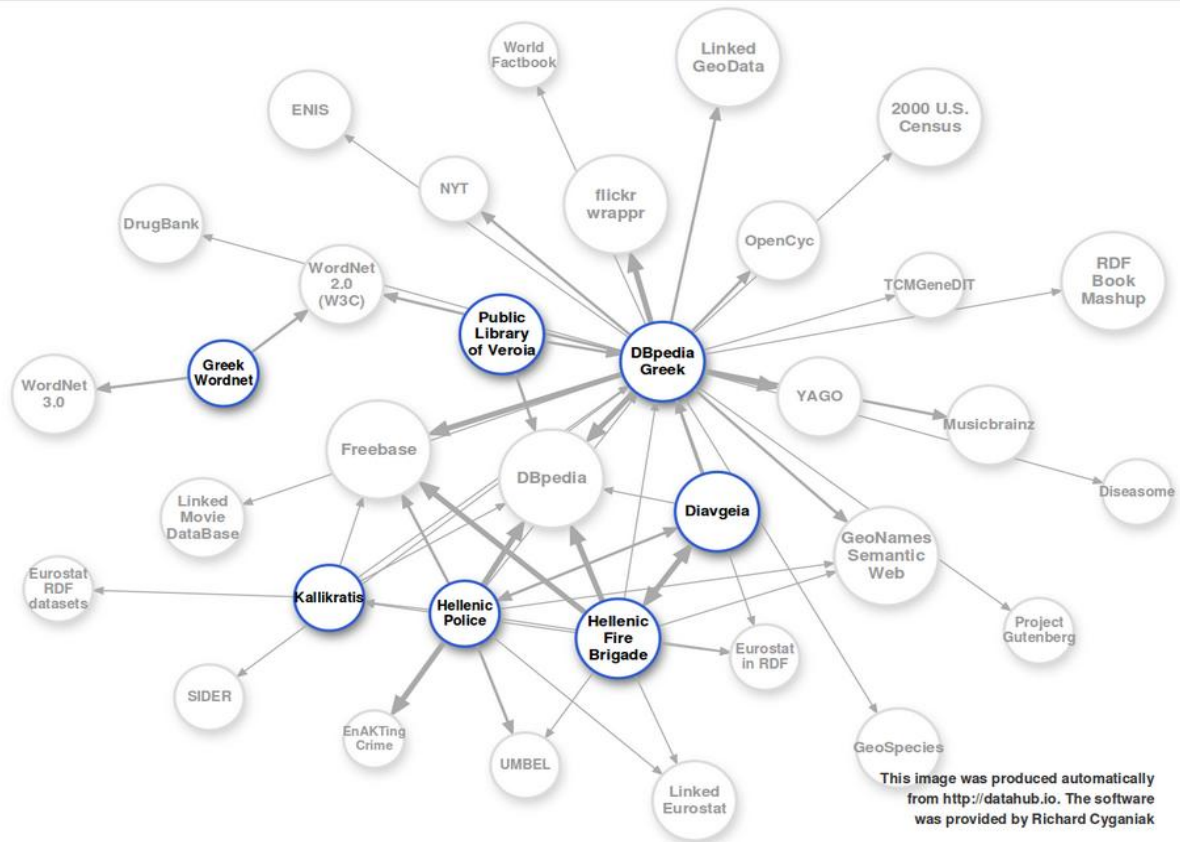 World
Factbook
Linked
GeoData
ENIS
2000 U.S.
Census
NYT
flickr
wrappr
DrugBank
OpenCyc
WordNet
2.0
(W3C)
TCMGeneDIT
RDF
Book
Mashup
Public
Library
of Veroia
DBpedia
Greek
Greek
Wordnet
WordNet
3.0
YAGO
Musicbrainz
Freebase
DBpedia
Diseasome
Linked
Movie
DataBase
Diavgeia
GeoNames
Semantic
Web
Eurostat
RDF
datasets
Kallikratis
Hellenic
Police
Hellenic
Fire
Brigade
Project
Gutenberg
Eurostat
in RDF
SIDER
EnAKTing
Crime
UMBEL
Linked
Eurostat
GeoSpecies
This image was produced automatically
from http://datahub.io. The software
was provided by Richard Cyganiak